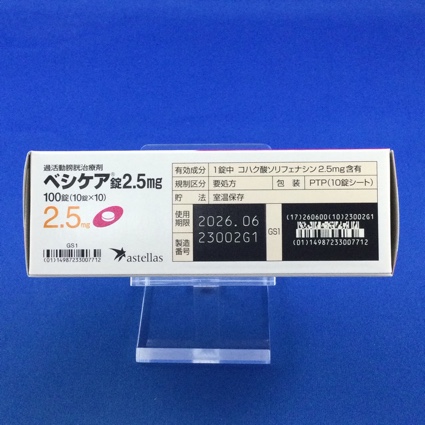 過活動膀胱治療剤
ベシケア®錠2.5mg
100錠(10錠×10)
2.5mg
GS1
(01)14987233007712
astellas
有効成分 1錠中 コハク酸ソリフェナシン 2.5mg含有
規制区分 要処方 包装 PTP(10錠シート)
貯法 室温保存
使用期限 2026.06
製造番号 23002G1
GS1
(17)260600(10)23002G1
(01)14987233007712